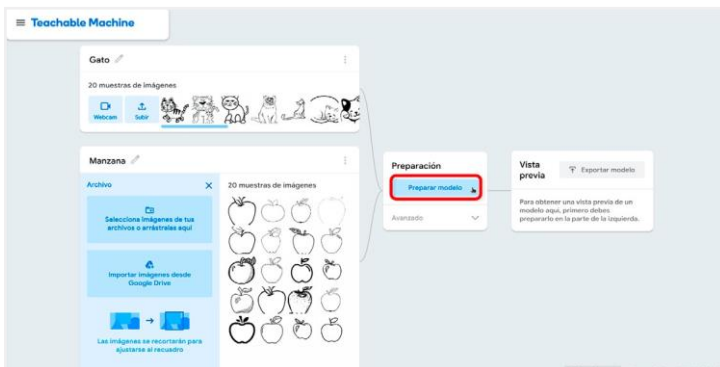 Teachable Machine
Gato
20 muestras de imágenes
Webcam
Subir
Manzana
Archivo
20 muestras de imágenes
Selecciona imágenes de tus
archivos o arrástralas aquí
Importar imágenes desde
Google Drive
Las imágenes se recortarán para
ajustarse al recuadro
Preparación
Preparar modelo
Avanzado
Vista
previa
Exportar modelo
Para obtener una vista previa de un
modelo aquí, primero debes
prepararlo en la parte de la izquierda.